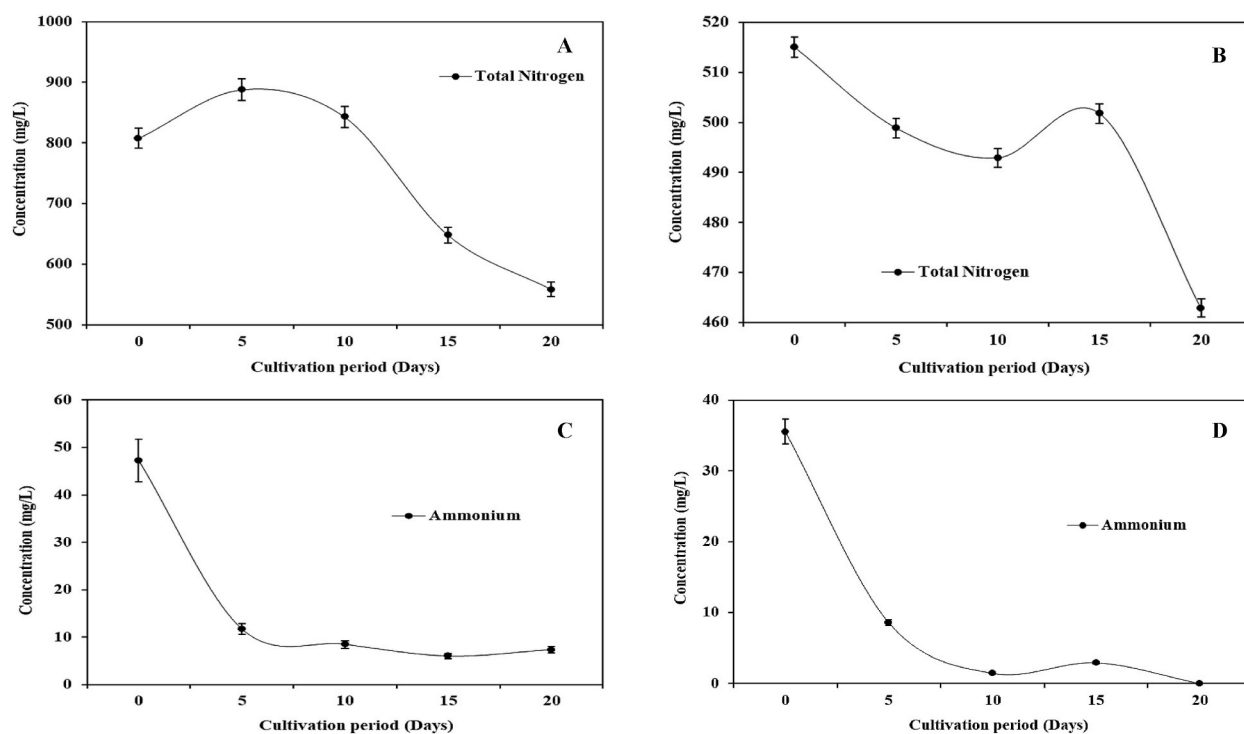 1000
900
800
700
600
500
Concentration (mg/L)
A
Total Nitrogen
0 5 10 15 20
Cultivation period (Days)
520
510
500
490
480
470
460
Concentration (mg/L)
B
Total Nitrogen
0 5 10 15 20
Cultivation period (Days)
60
50
40
30
20
10
0
Concentration (mg/L)
C
Ammonium
0 5 10 15 20
Cultivation period (Days)
40
30
20
10
0
Concentration (mg/L)
D
Ammonium
0 5 10 15 20
Cultivation period (Days)